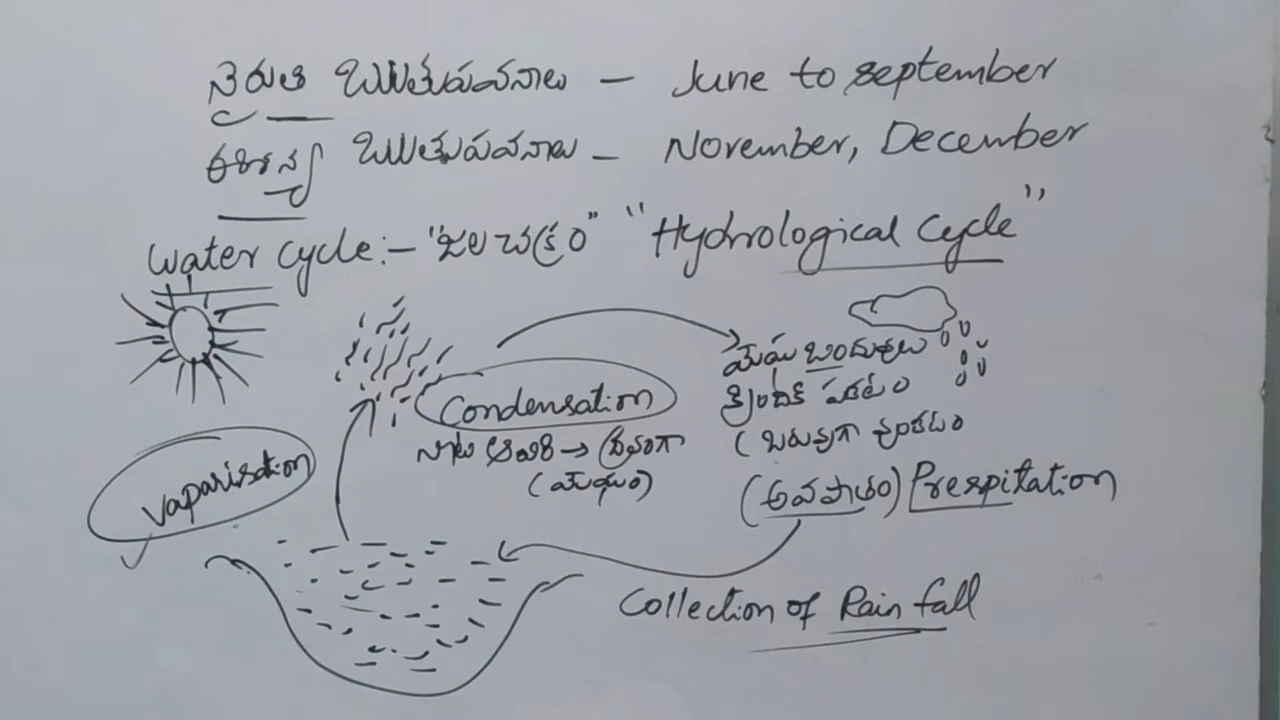 నైరుతి ఋతుపవనాలు - June to september
ఈశాన్య ఋతుపవనాలు - November, December
water cycle:- "జలచక్రం" "Hydrological Cycle"
Condensation
నీటి ఆవిరి → ద్రవంగా
(మేఘం)
బిందువులు
క్రిందికి పడటం
(బరువుగా మారడం
(అవపాతం) Prespitation
vaparisation
Collection of Rain fall